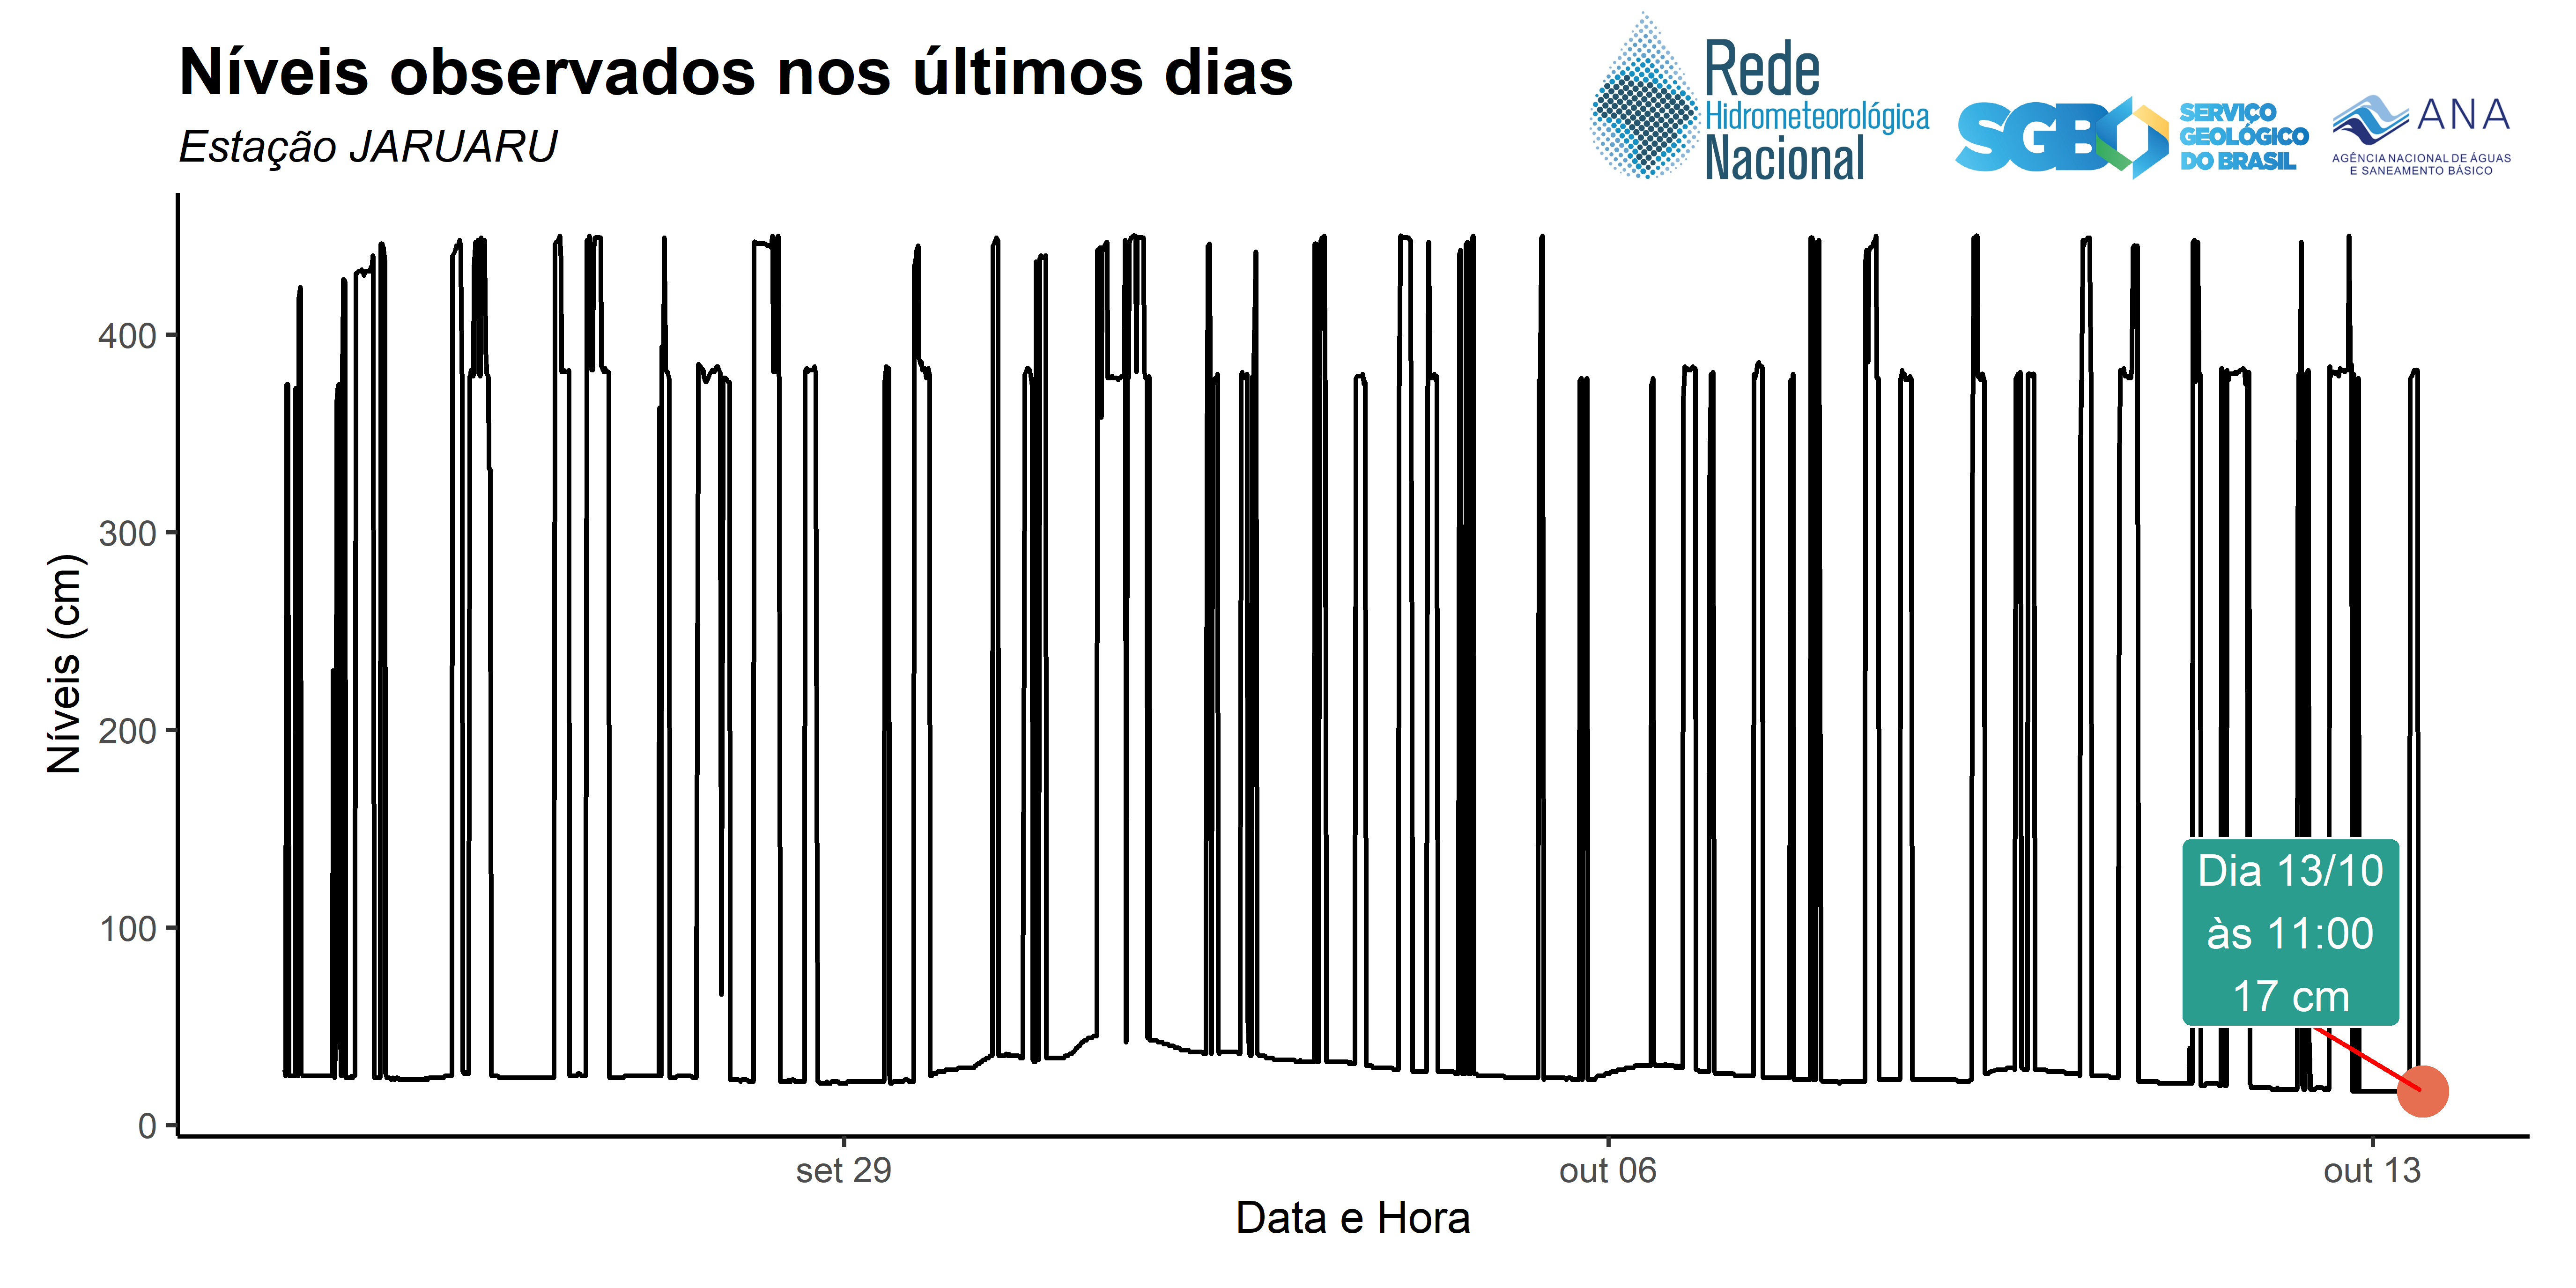 Níveis observados nos últimos dias
Estação JARUARU
Rede
Hidrometeorológica
Nacional
SGB
SERVIÇO
GEOLÓGICO
DO BRASIL
ANA
AGÊNCIA NACIONAL DE ÁGUAS
E SANEAMENTO BÁSICO
Níveis (cm)
400
300
200
100
0
Dia 13/10
às 11:00
17 cm
set 29
out 06
out 13
Data e Hora